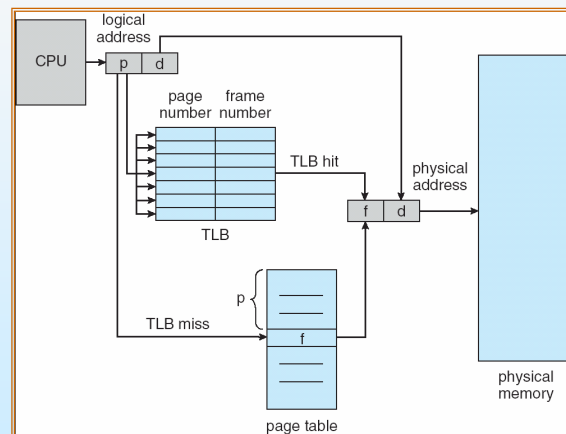 logical
address
CPU
p d
page
number
frame
number
TLB hit
physical
address
f d
TLB
p
TLB miss
f
page table
physical
memory